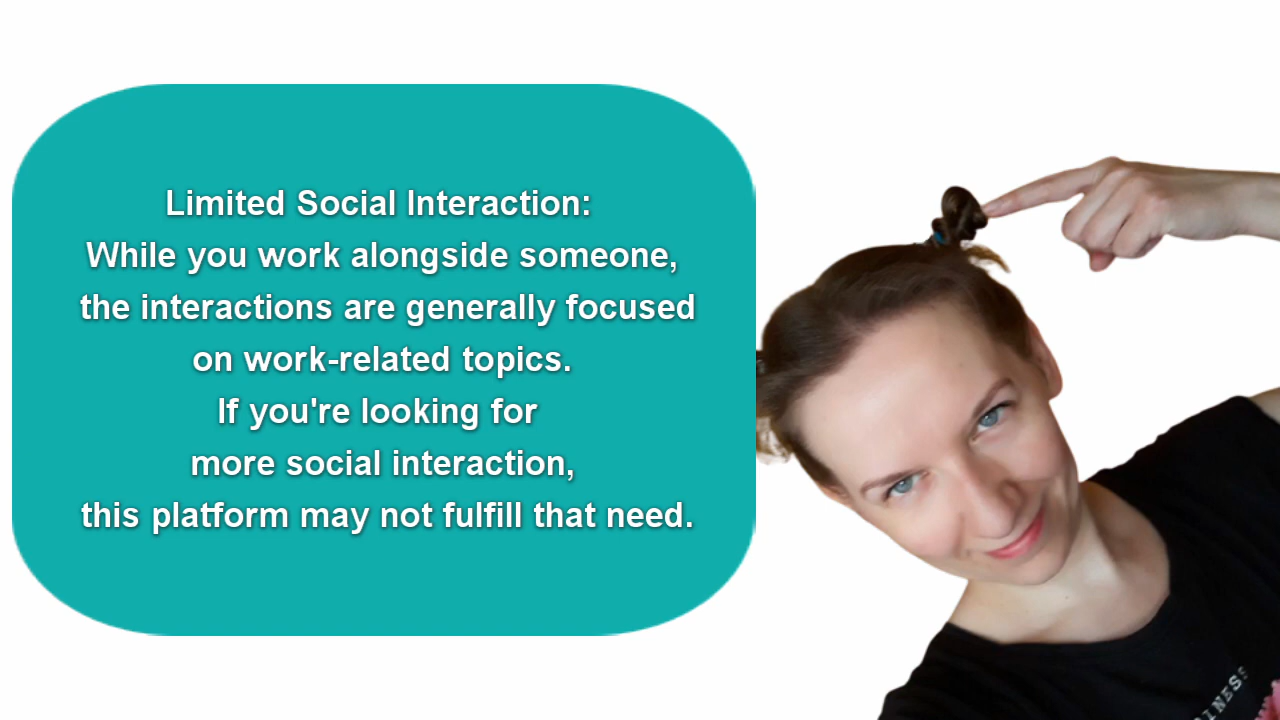 Limited Social Interaction:
While you work alongside someone,
the interactions are generally focused
on work-related topics.
If you're looking for
more social interaction,
this platform may not fulfill that need.